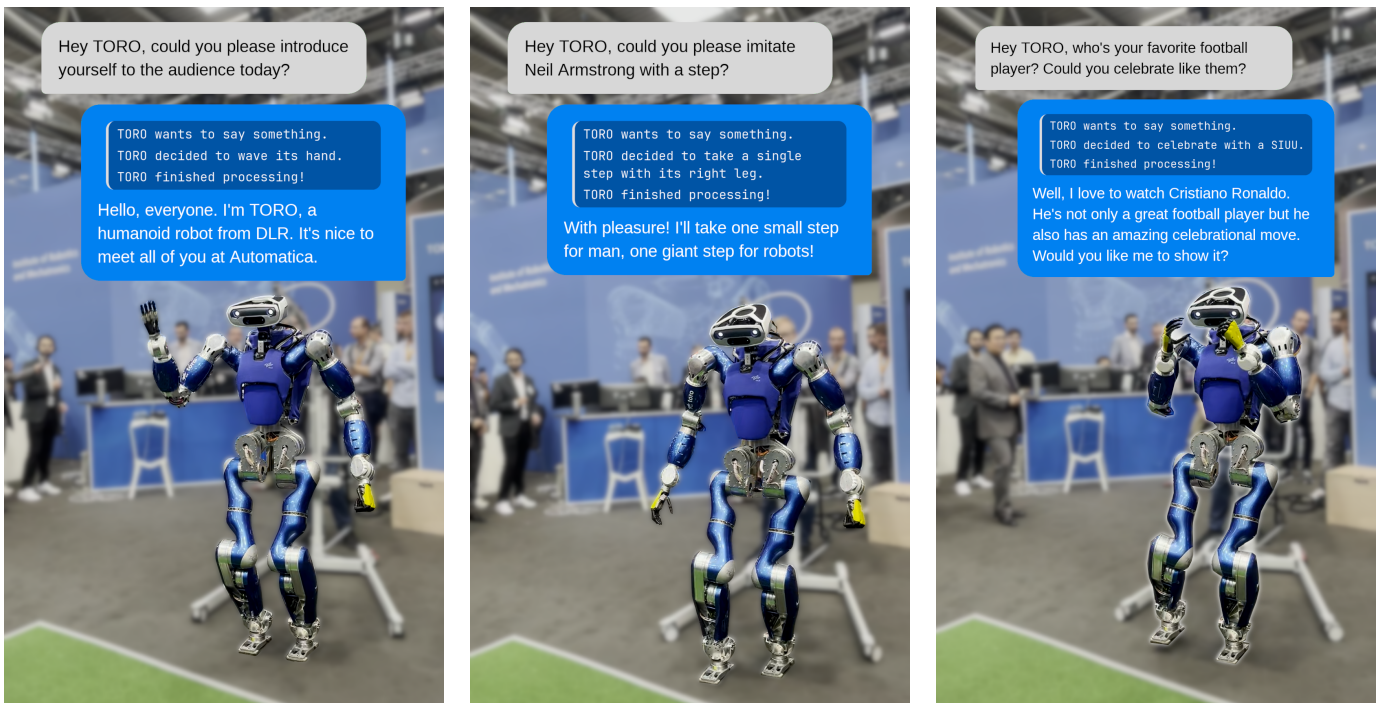 Hey TORO, could you please introduce
yourself to the audience today?
TORO wants to say something.
TORO decided to wave its hand.
TORO finished processing!
Hello, everyone. I'm TORO, a
humanoid robot from DLR. It's nice to
meet all of you at Automatica.
Hey TORO, could you please imitate
Neil Armstrong with a step?
TORO wants to say something.
TORO decided to take a single
step with its right leg.
TORO finished processing!
With pleasure! I'll take one small step
for man, one giant step for robots!
toro
Hey TORO, who's your favorite football
player? Could you celebrate like them?
TORO wants to say something.
TORO decided to celebrate with a SIUU.
TORO finished processing!
Well, I love to watch Cristiano Ronaldo.
He's not only a great football player but he
also has an amazing celebrational move.
Would you like me to show it?